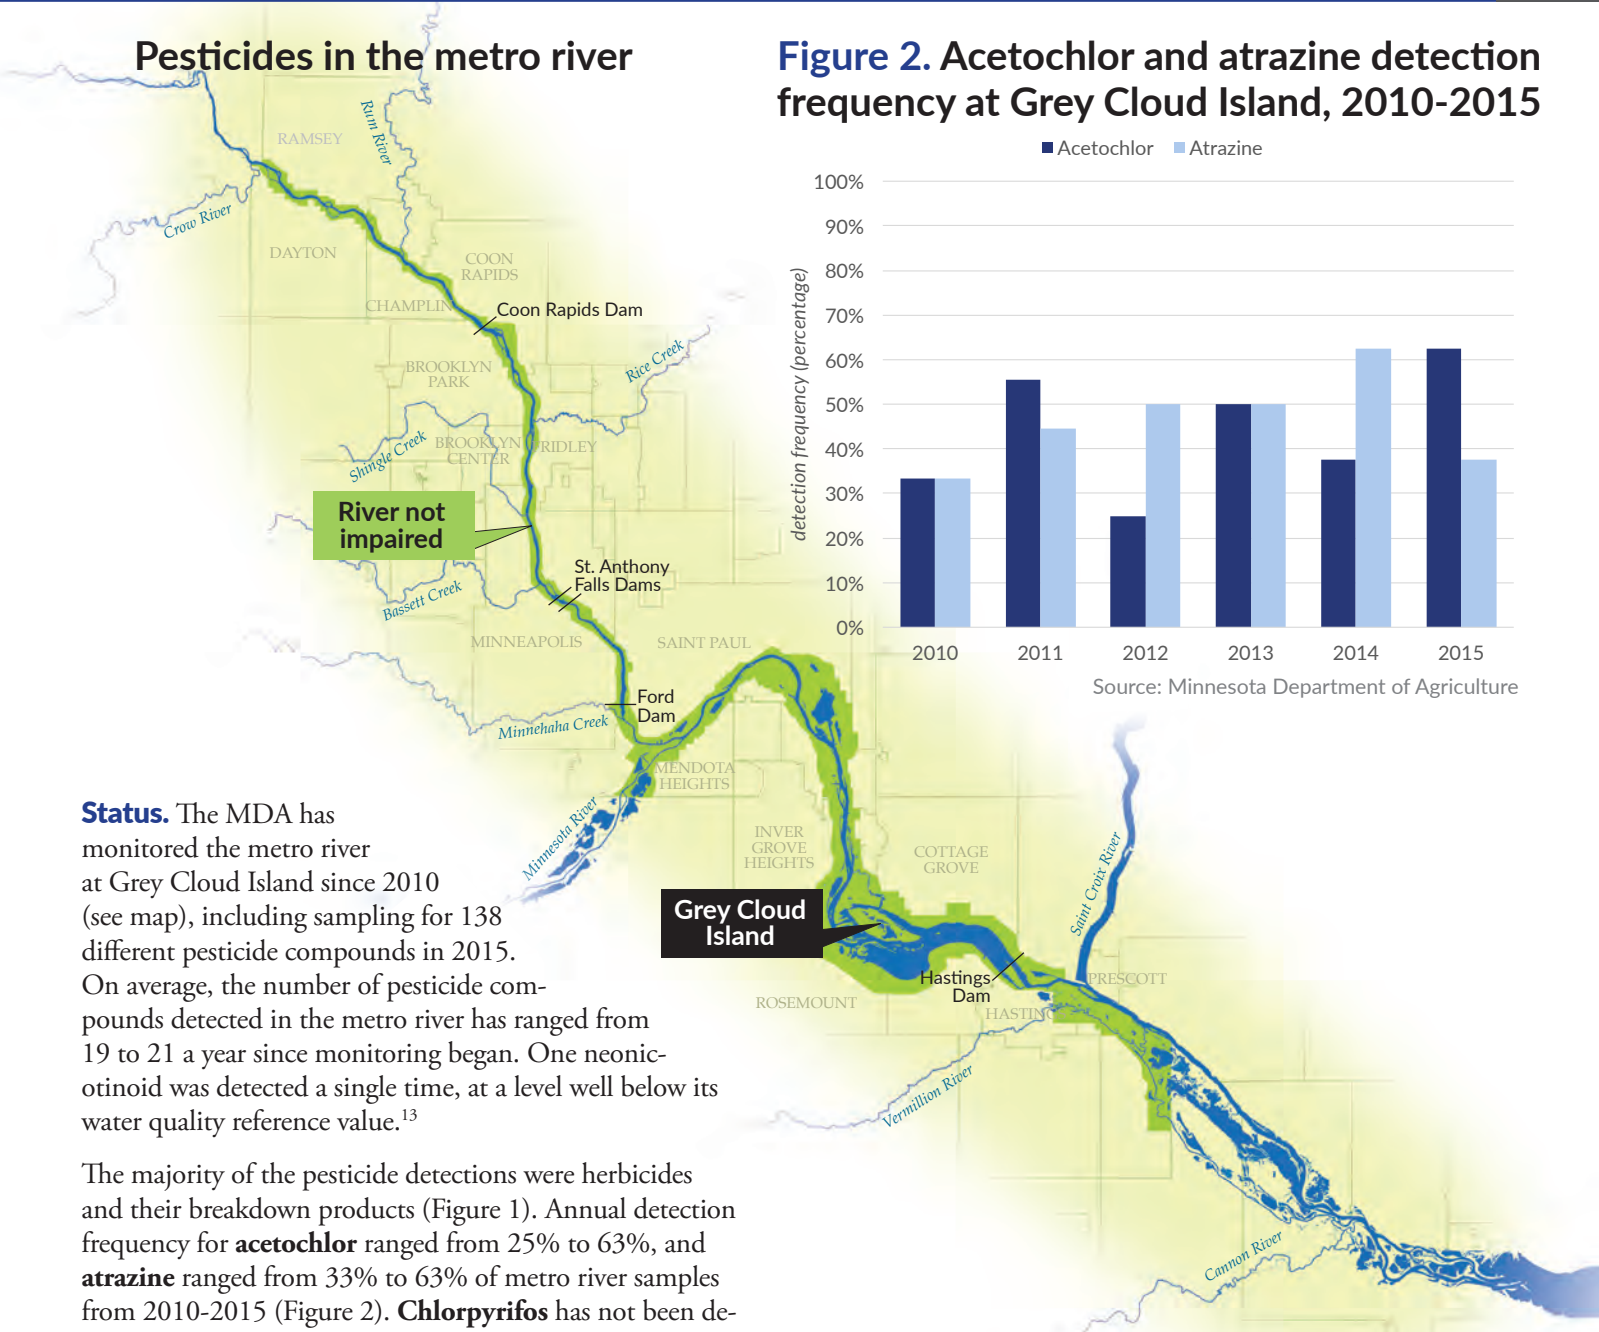 Pesticides in the metro river
Figure 2. Acetochlor and atrazine detection
frequency at Grey Cloud Island, 2010-2015
Acetochlor Atrazine
detection frequency (percentage)
100%
90%
80%
70%
60%
50%
40%
30%
20%
10%
0%
2010 2011 2012 2013 2014 2015
Source: Minnesota Department of Agriculture
RAMSEY
Rum River
Crow River
DAYTON
COON
RAPIDS
CHAMPLIN
Coon Rapids Dam
BROOKLYN
PARK
Rice Creek
Shingle Creek
BROOKLYN
CENTER
RIDLEY
River not
impaired
St. Anthony
Falls Dams
Bassett Creek
MINNEAPOLIS
SAINT PAUL
Ford
Dam
Minnehaha Creek
MENDOTA
HEIGHTS
Minnesota River
INVER
GROVE
HEIGHTS
COTTAGE
GROVE
Saint Croix River
Grey Cloud
Island
Hastings
Dam
PRESCOTT
ROSEMOUNT
HASTING
Vermillion River
Cannon River
Status. The MDA has
monitored the metro river
at Grey Cloud Island since 2010
(see map), including sampling for 138
different pesticide compounds in 2015.
On average, the number of pesticide com-
pounds detected in the metro river has ranged from
19 to 21 a year since monitoring began. One neonic-
otinoid was detected a single time, at a level well below its
water quality reference value.13
The majority of the pesticide detections were herbicides
and their breakdown products (Figure 1). Annual detection
frequency for acetochlor ranged from 25% to 63%, and
atrazine ranged from 33% to 63% of metro river samples
from 2010-2015 (Figure 2). Chlorpyrifos has not been de-